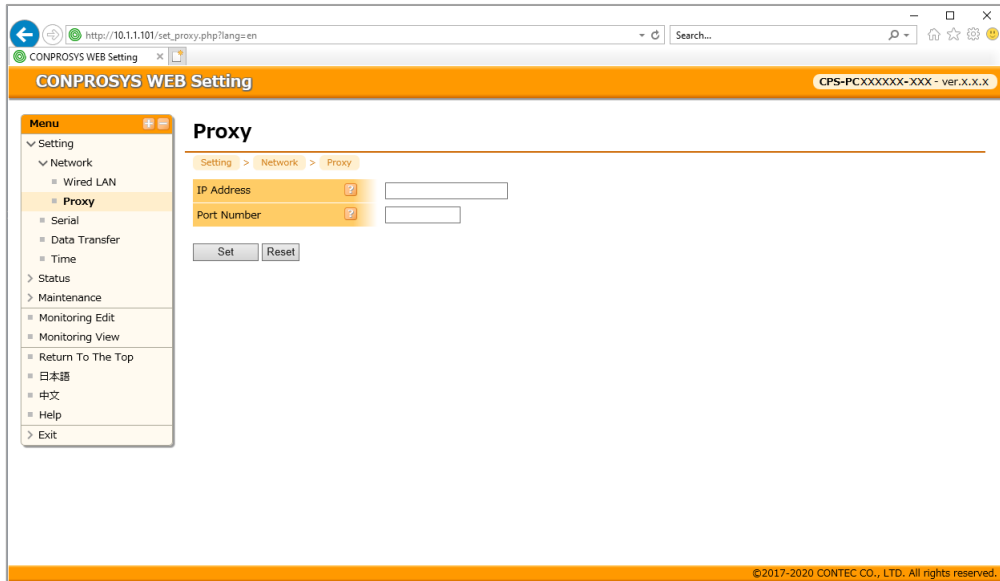 http://10.1.1.101/set_proxy.php?lang=en
Search...
CONPROSYS WEB Setting
CONPROSYS WEB Setting
CPS-PCXXXXXX-XXX - ver.x.x.x
Menu
Setting
Network
Wired LAN
Proxy
Serial
Data Transfer
Time
Status
Maintenance
Monitoring Edit
Monitoring View
Return To The Top
日本語
中文
Help
Exit
Proxy
Setting > Network > Proxy
IP Address ?
Port Number ?
Set Reset
©2017-2020 CONTEC CO., LTD. All rights reserved.